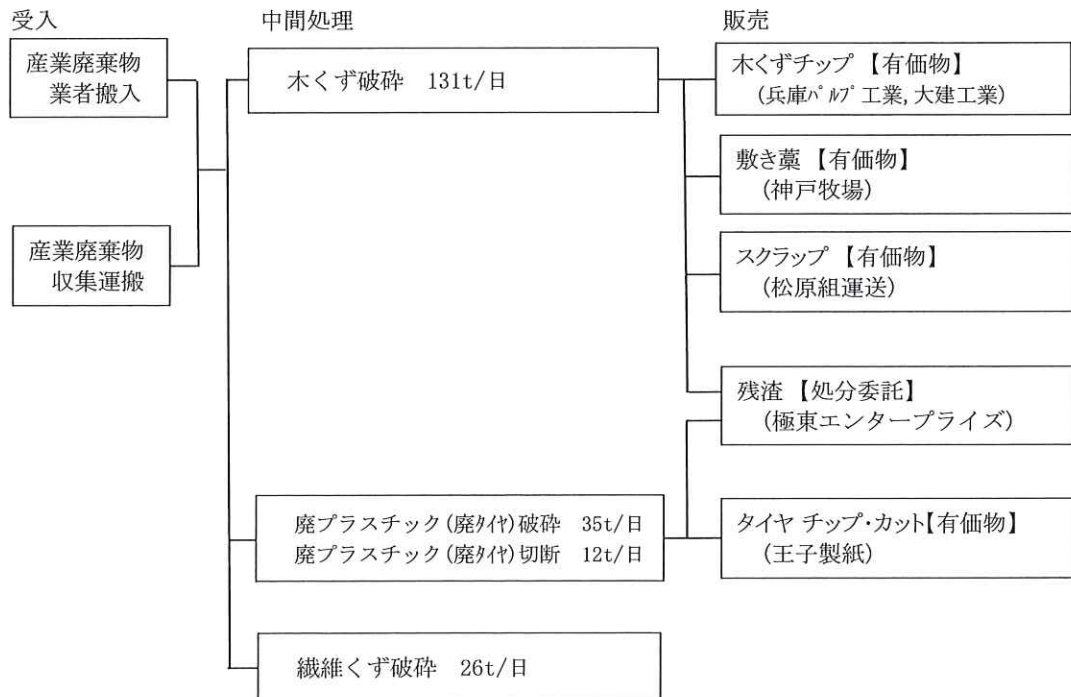 受入
産業廃棄物
業者搬入
産業廃棄物
収集運搬
中間処理
木くず破砕 131t/日
廃プラスチック(廃ﾀｲﾔ)破砕 35t/日
廃プラスチック(廃ﾀｲﾔ)切断 12t/日
繊維くず破砕 26t/日
販売
木くずチップ 【有価物】
(兵庫ﾊﾟﾙﾌﾟ工業,大建工業)
敷き藁 【有価物】
(神戸牧場)
スクラップ 【有価物】
(松原組運送)
残渣 【処分委託】
(極東エンタープライズ)
タイヤ チップ・カット【有価物】
(王子製紙)